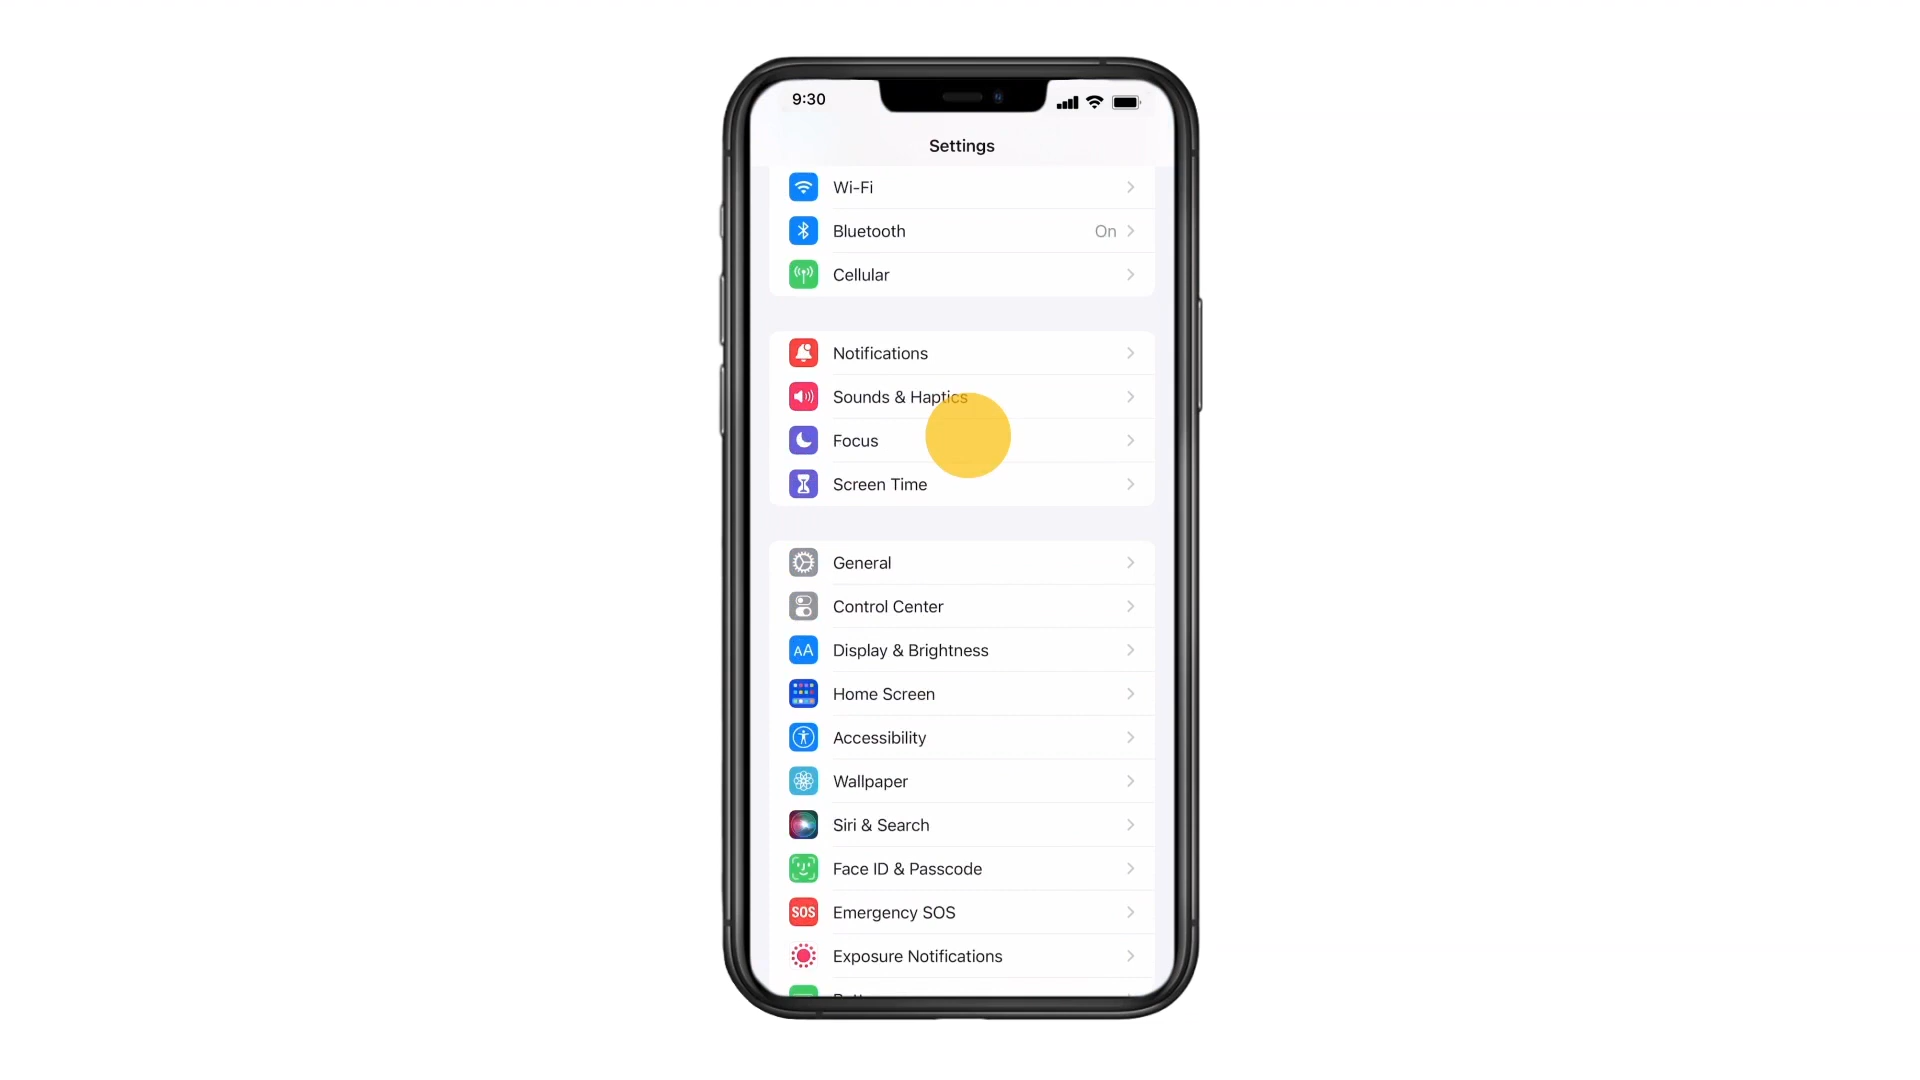 9:30
Settings
Wi-Fi
Bluetooth On
Cellular
Notifications
Sounds & Haptics
Focus
Screen Time
General
Control Center
AA Display & Brightness
Home Screen
Accessibility
Wallpaper
Siri & Search
Face ID & Passcode
SOS Emergency SOS
Exposure Notifications